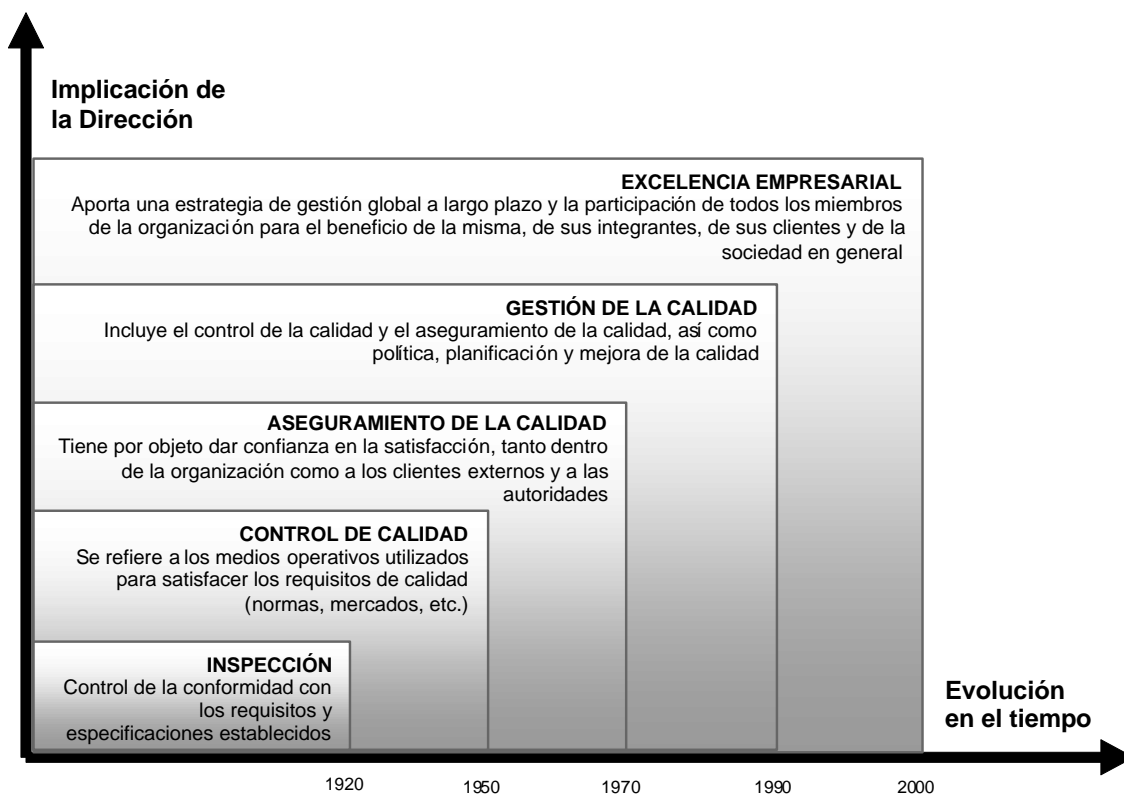 Implicación de
la Dirección
EXCELENCIA EMPRESARIAL
Aporta una estrategia de gestión global a largo plazo y la participación de todos los miembros
de la organización para el beneficio de la misma, de sus integrantes, de sus clientes y de la
sociedad en general
GESTIÓN DE LA CALIDAD
Incluye el control de la calidad y el aseguramiento de la calidad, así como
política, planificación y mejora de la calidad
ASEGURAMIENTO DE LA CALIDAD
Tiene por objeto dar confianza en la satisfacción, tanto dentro
de la organización como a los clientes externos y a las
autoridades
CONTROL DE CALIDAD
Se refiere a los medios operativos utilizados
para satisfacer los requisitos de calidad
(normas, mercados, etc.)
INSPECCIÓN
Control de la conformidad con
los requisitos y
especificaciones establecidos
Evolución
en el tiempo
1920 1950 1970 1990 2000